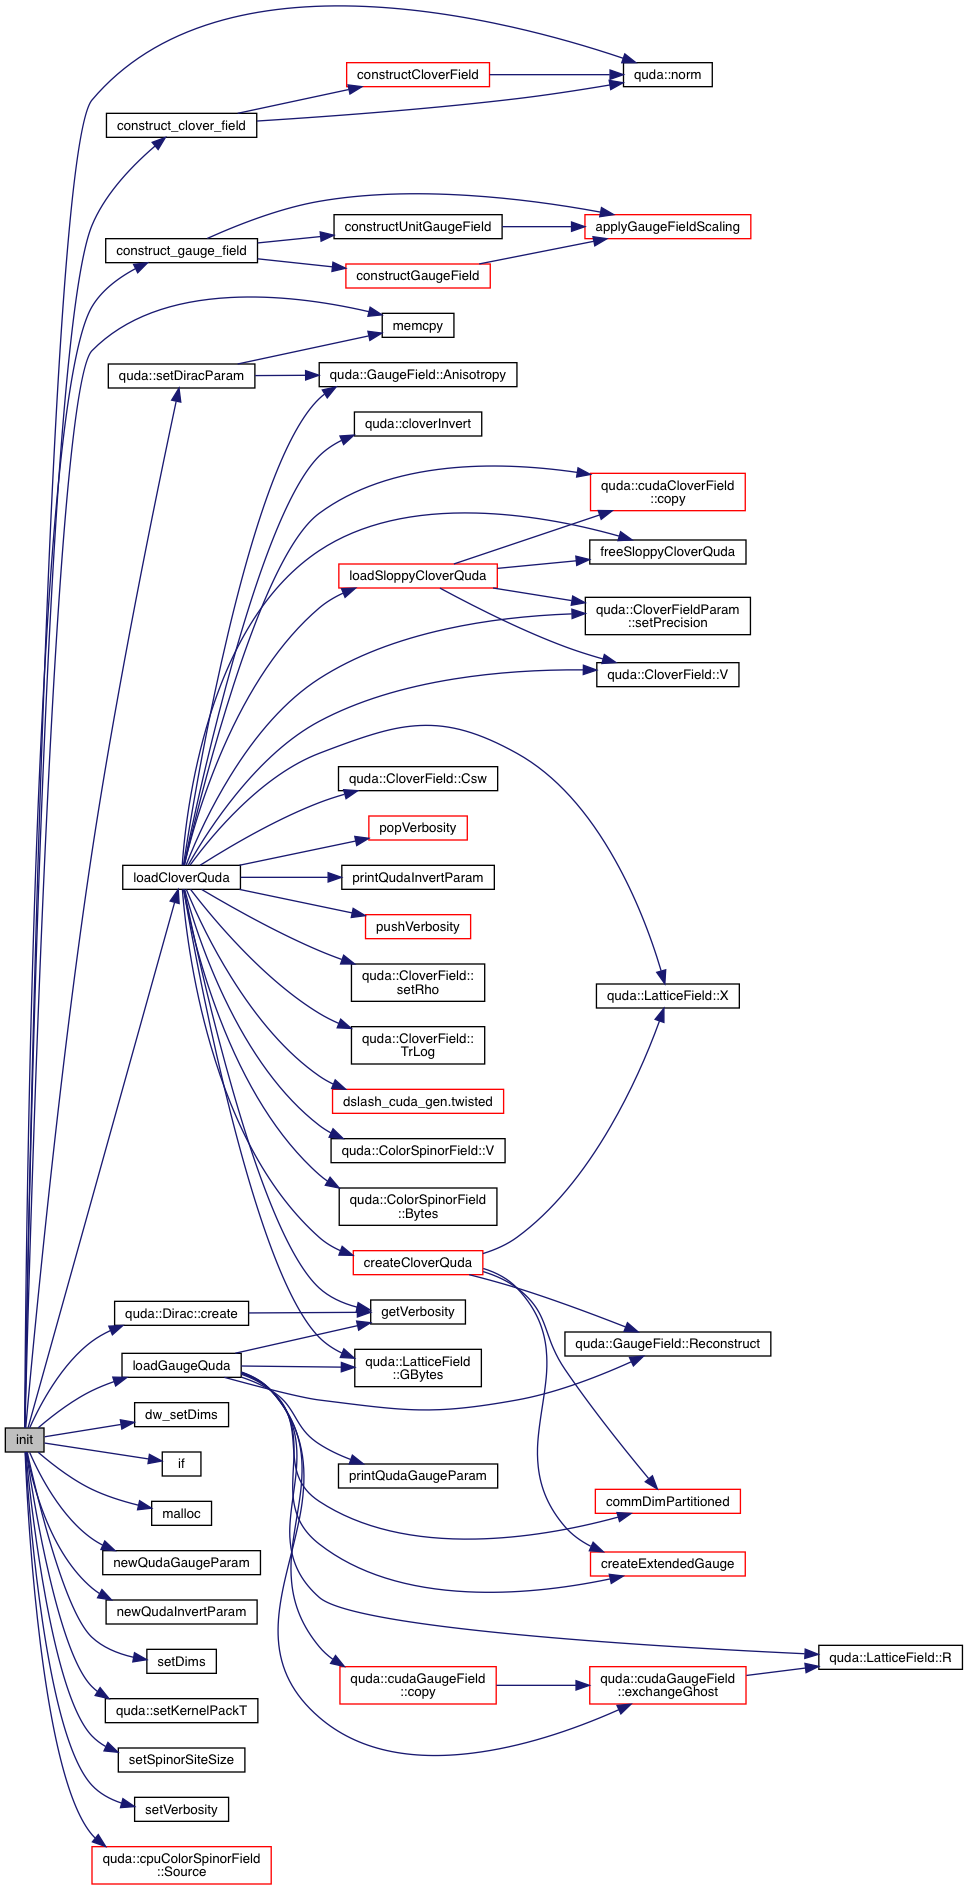 constructCloverField
quda::norm
construct_clover_field
constructUnitGaugeField
applyGaugeFieldScaling
construct_gauge_field
constructGaugeField
memcpy
quda::setDiracParam
quda::GaugeField::Anisotropy
quda::cloverInvert
quda::cudaCloverField
::copy
freeSloppyCloverQuda
loadSloppyCloverQuda
quda::CloverFieldParam
::setPrecision
quda::CloverField::V
quda::CloverField::Csw
popVerbosity
loadCloverQuda
printQudaInvertParam
pushVerbosity
quda::CloverField::
setRho
quda::LatticeField::X
quda::CloverField::
TrLog
dslash_cuda_gen.twisted
quda::ColorSpinorField::V
quda::ColorSpinorField
::Bytes
createCloverQuda
quda::Dirac::create
getVerbosity
quda::GaugeField::Reconstruct
loadGaugeQuda
quda::LatticeField
::GBytes
dw_setDims
init
if
printQudaGaugeParam
malloc
commDimPartitioned
newQudaGaugeParam
createExtendedGauge
newQudaInvertParam
setDims
quda::LatticeField::R
quda::cudaGaugeField
::copy
quda::cudaGaugeField
::exchangeGhost
quda::setKernelPackT
setSpinorSiteSize
setVerbosity
quda::cpuColorSpinorField
::Source